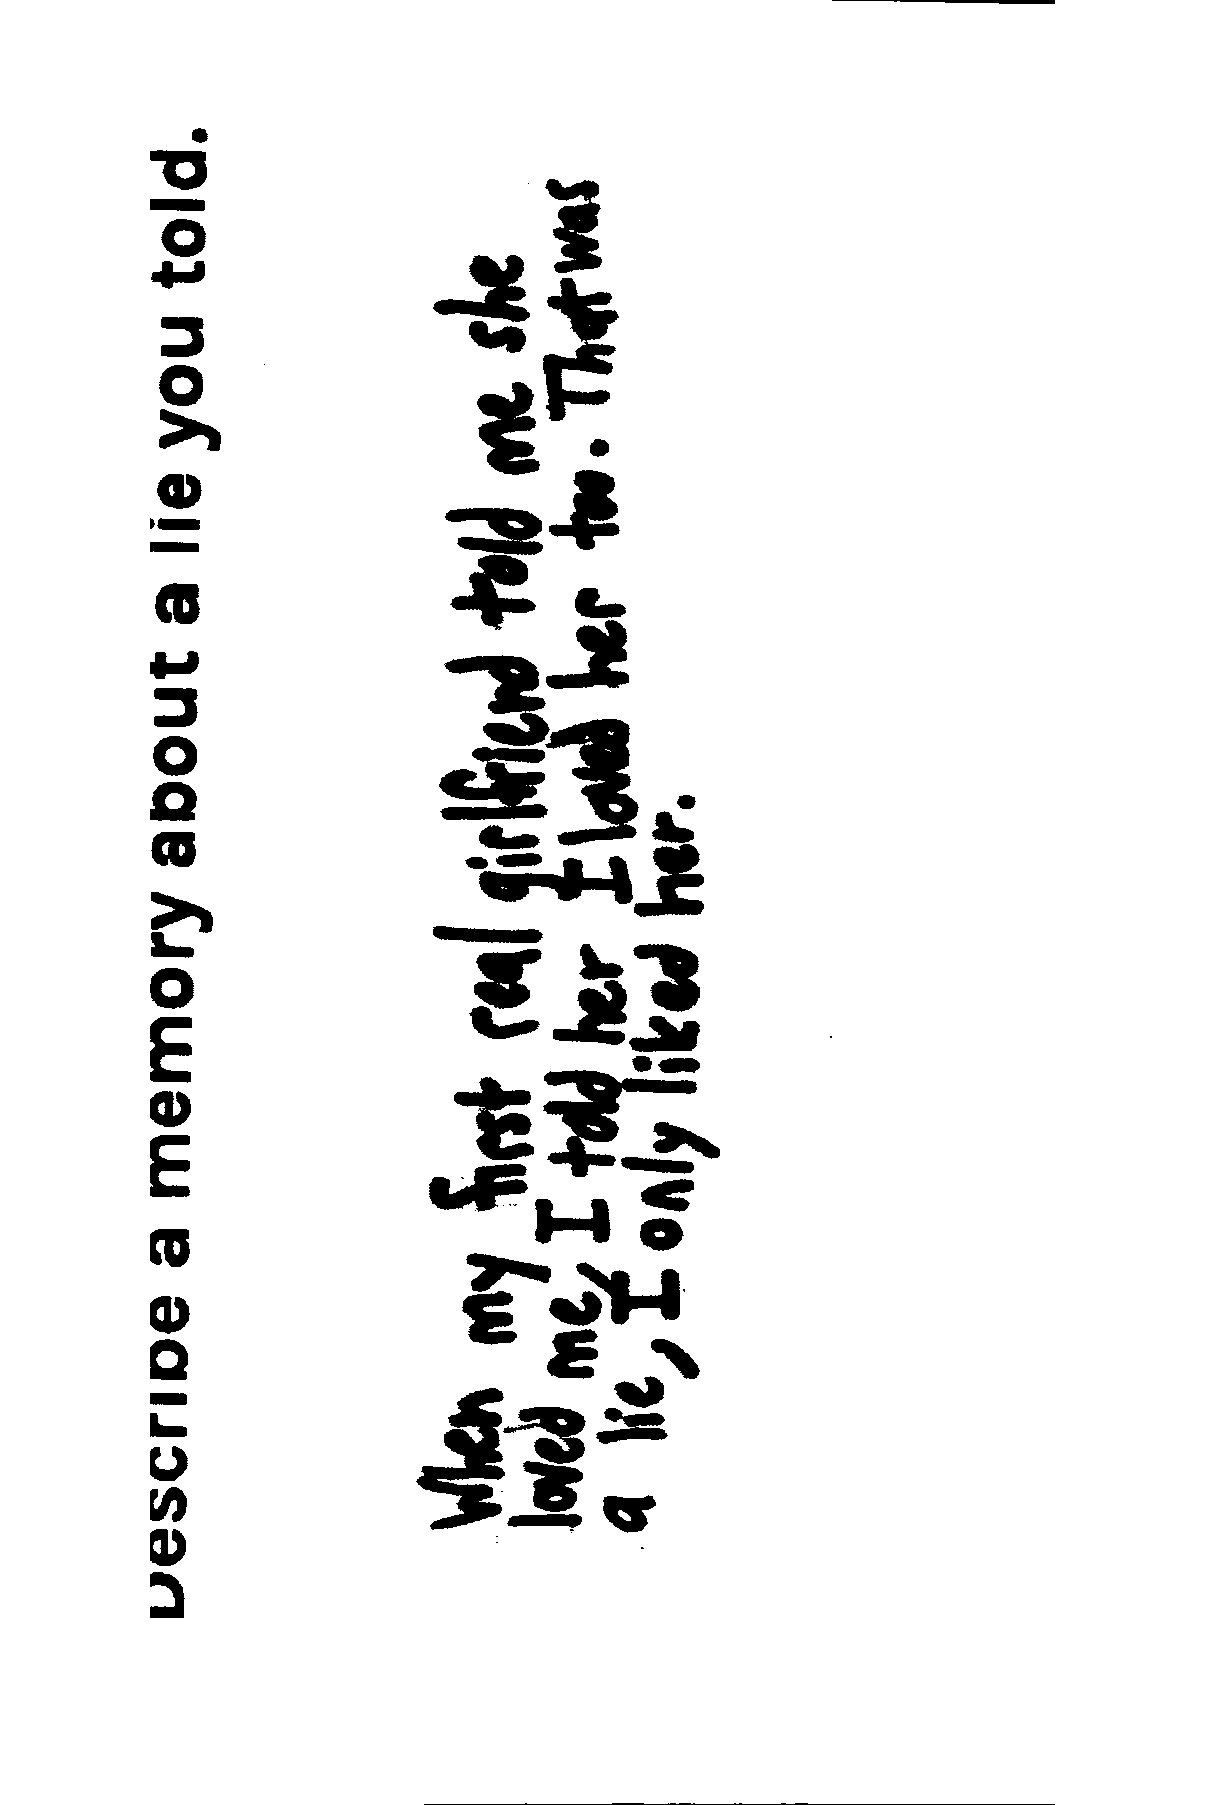 Describe a memory about a lie you told.
When my first real girlfriend told me she
loved me, I told her I loved her too. That was
a lie, I only liked her.